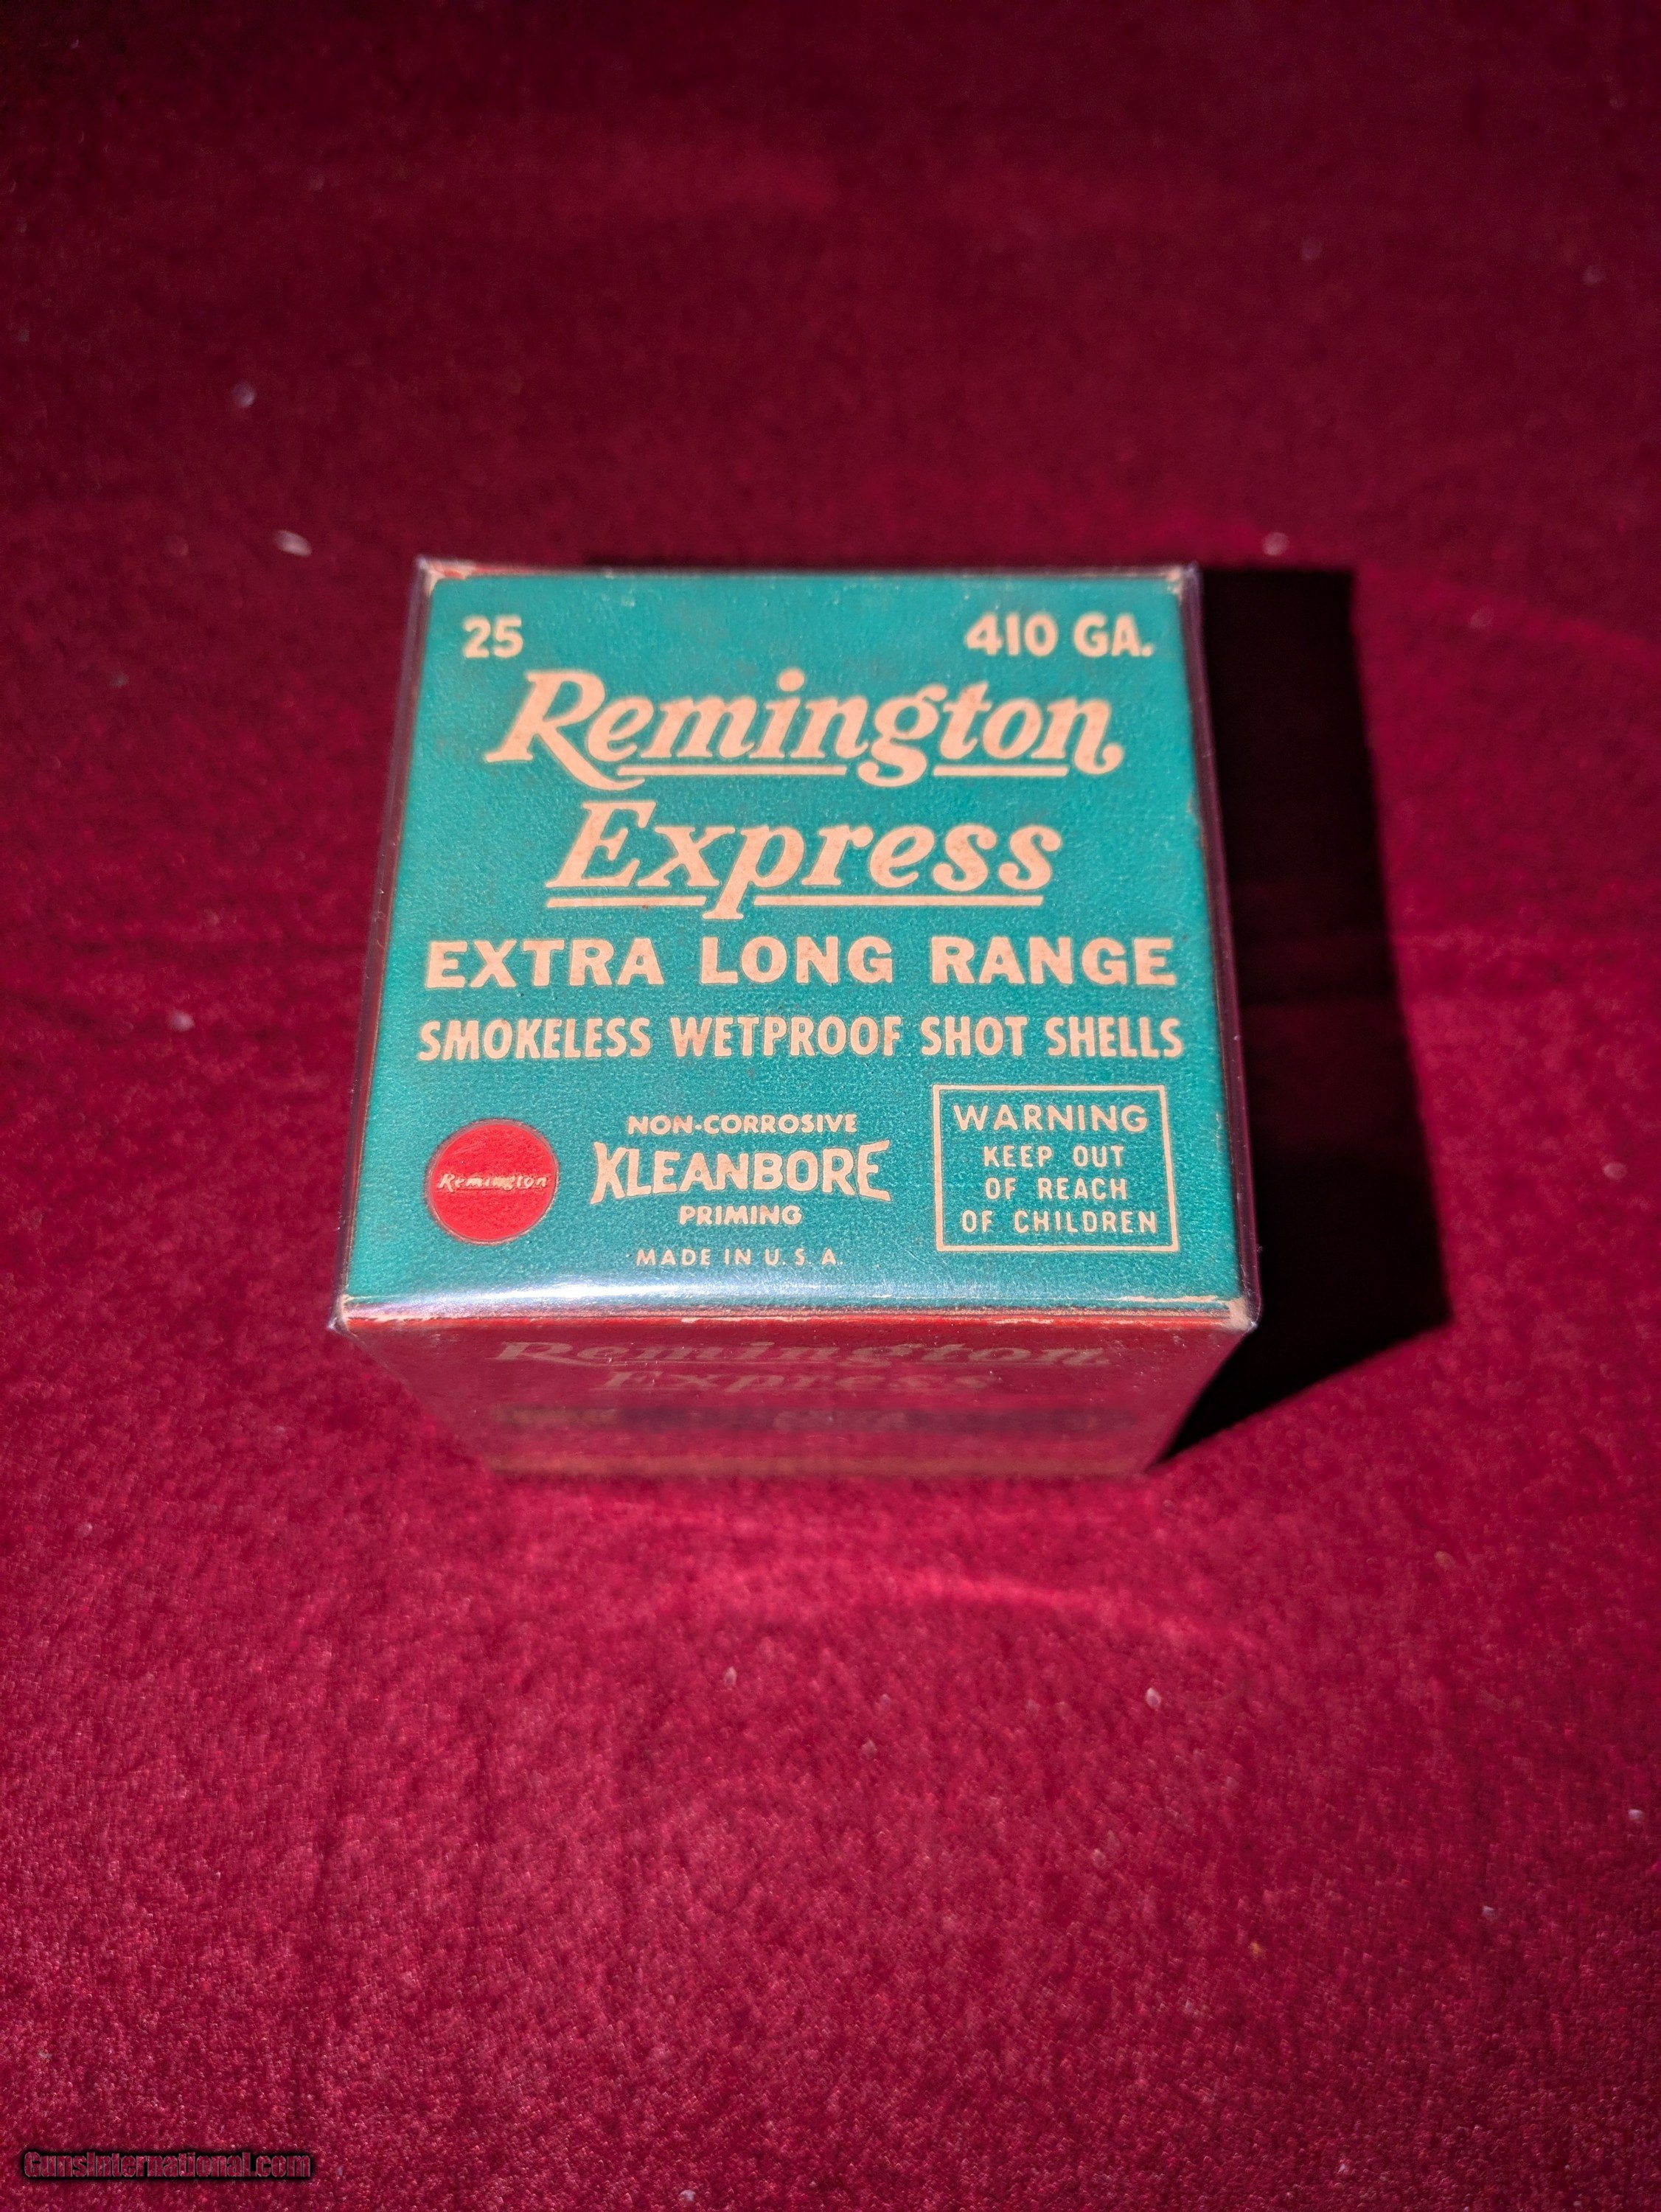 25 410 GA.
Remington
Express
EXTRA LONG RANGE
SMOKELESS WETPROOF SHOT SHELLS
Remington
NON-CORROSIVE
KLEANBORE
PRIMING
MADE IN U.S.A.
WARNING
KEEP OUT
OF REACH
OF CHILDREN
Remington
Express
GunsInternational.com